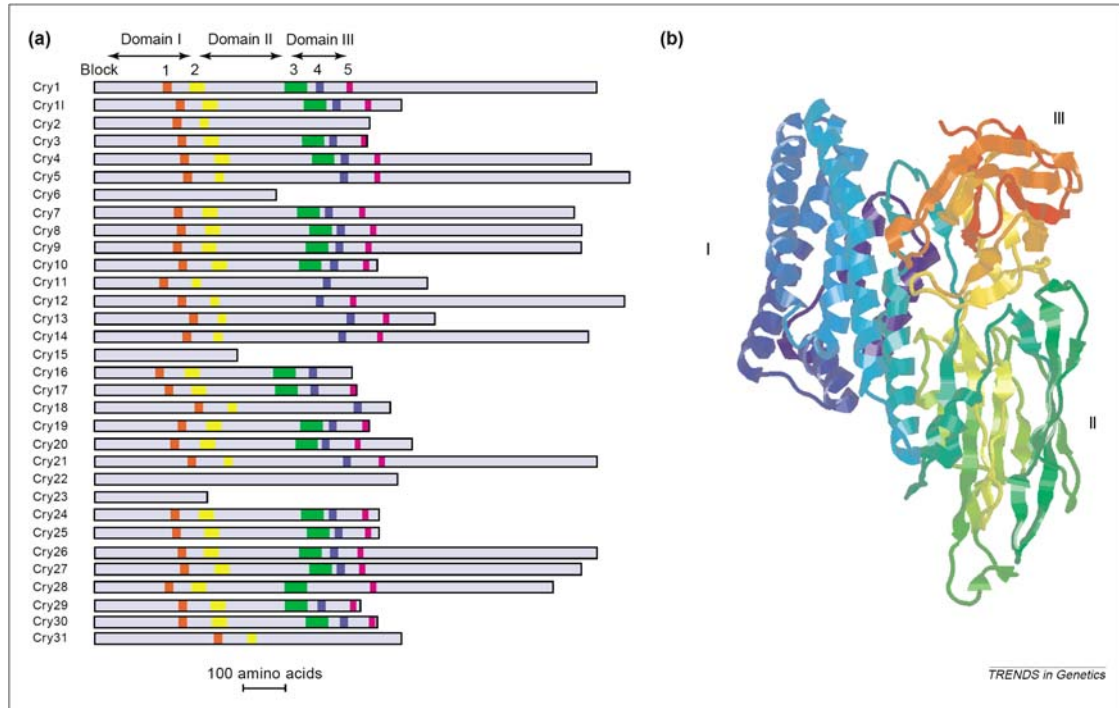 (a)
Domain I Domain II Domain III
Block 1 2 3 4 5
Cry1
Cry1I
Cry2
Cry3
Cry4
Cry5
Cry6
Cry7
Cry8
Cry9
Cry10
Cry11
Cry12
Cry13
Cry14
Cry15
Cry16
Cry17
Cry18
Cry19
Cry20
Cry21
Cry22
Cry23
Cry24
Cry25
Cry26
Cry27
Cry28
Cry29
Cry30
Cry31
100 amino acids
(b)
III
I
II
TRENDS in Genetics